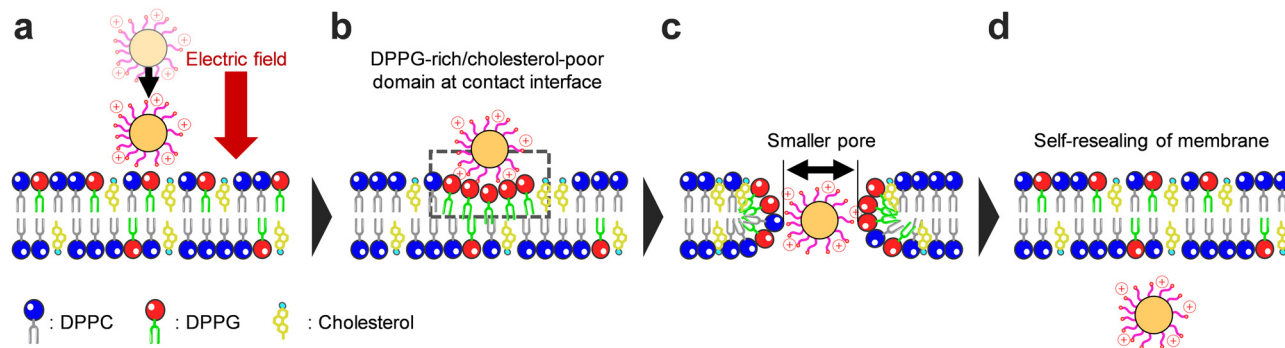 a
Electric field
b
DPPG-rich/cholesterol-poor
domain at contact interface
c
Smaller pore
d
Self-resealing of membrane
: DPPC
: DPPG
: Cholesterol